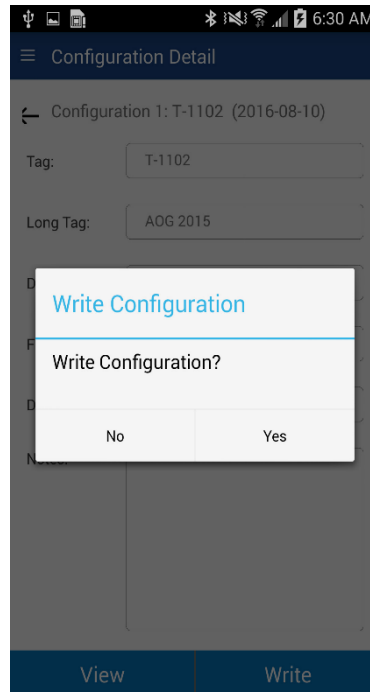 6:30 AM
Configuration Detail
Configuration 1: T-1102 (2016-08-10)
Tag: T-1102
Long Tag: AOG 2015
D
Write Configuration
F
Write Configuration?
D
No Yes
Notes:
View Write